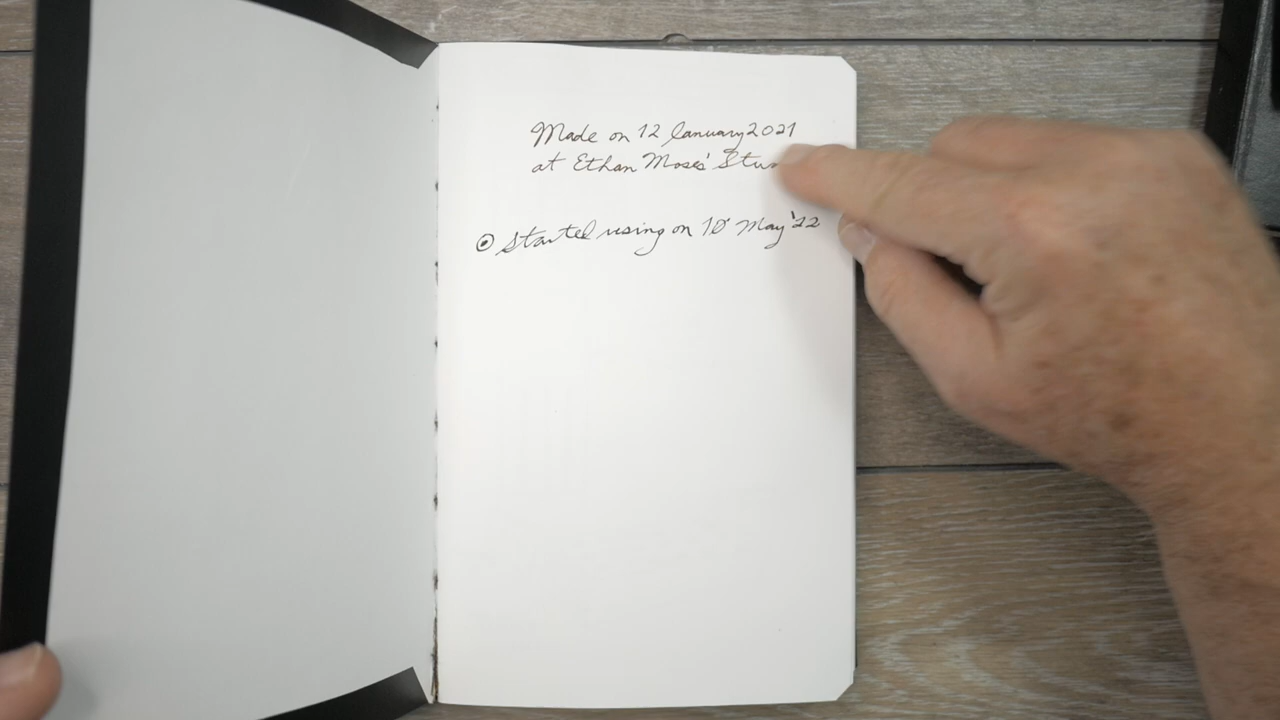 Made on 12 January 2021
at Ethan Moses'
⊙ Started using on 10 May '22